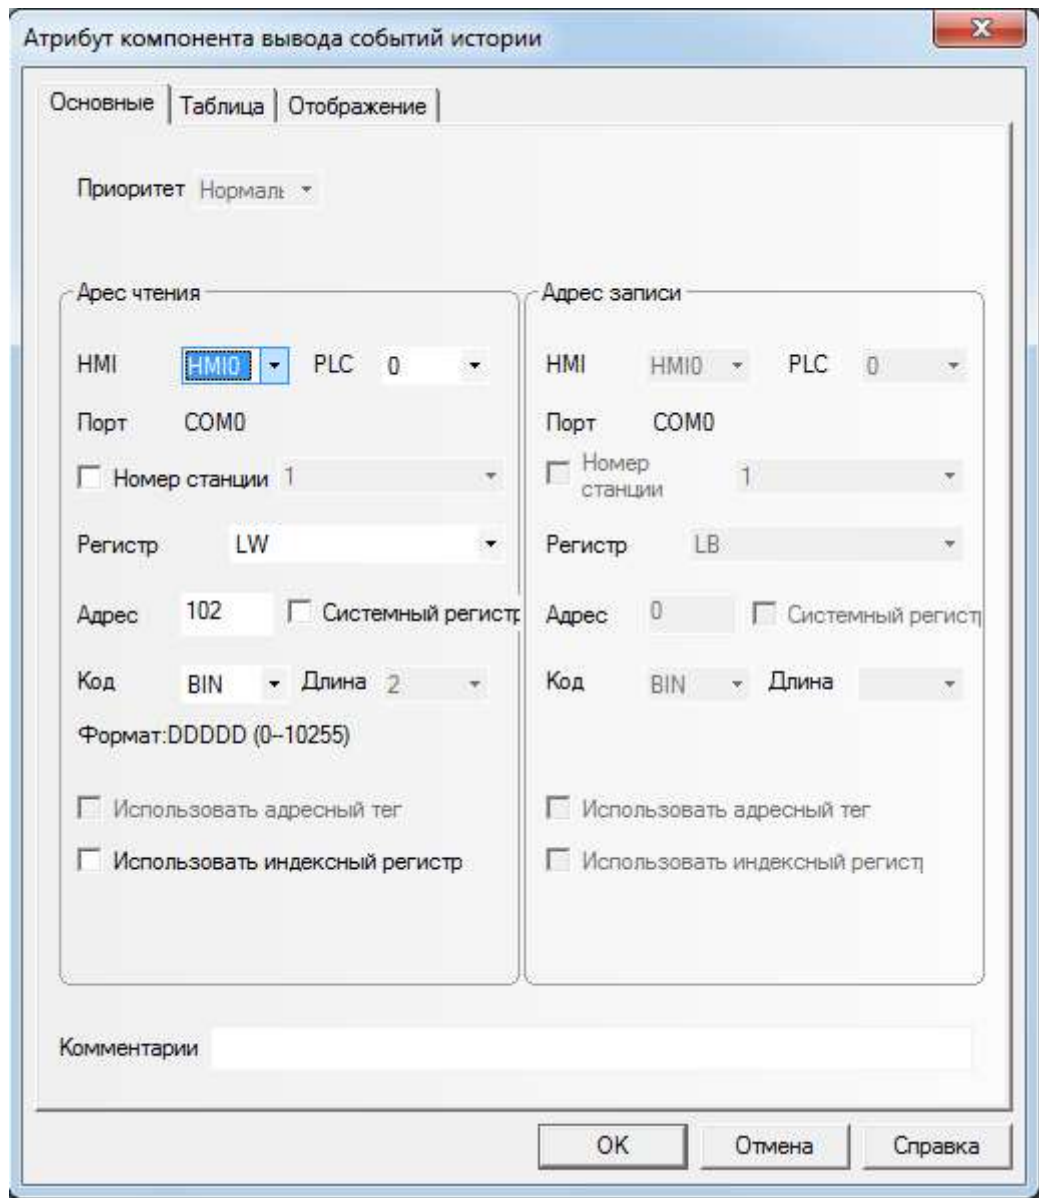 Атрибут компонента вывода событий истории
Основные Таблица Отображение
Приоритет Нормаль
Арес чтения
HMI HMI0 PLC 0
Порт COM0
Номер станции 1
Регистр LW
Адрес 102 Системный регистр
Код BIN Длина 2
Формат:DDDDD (0--10255)
Использовать адресный тег
Использовать индексный регистр
Адрес записи
HMI HMI0 PLC 0
Порт COM0
Номер
станции 1
Регистр LB
Адрес 0 Системный регист
Код BIN Длина
Использовать адресный тег
Использовать индексный регист
Комментарии
OK Отмена Справка